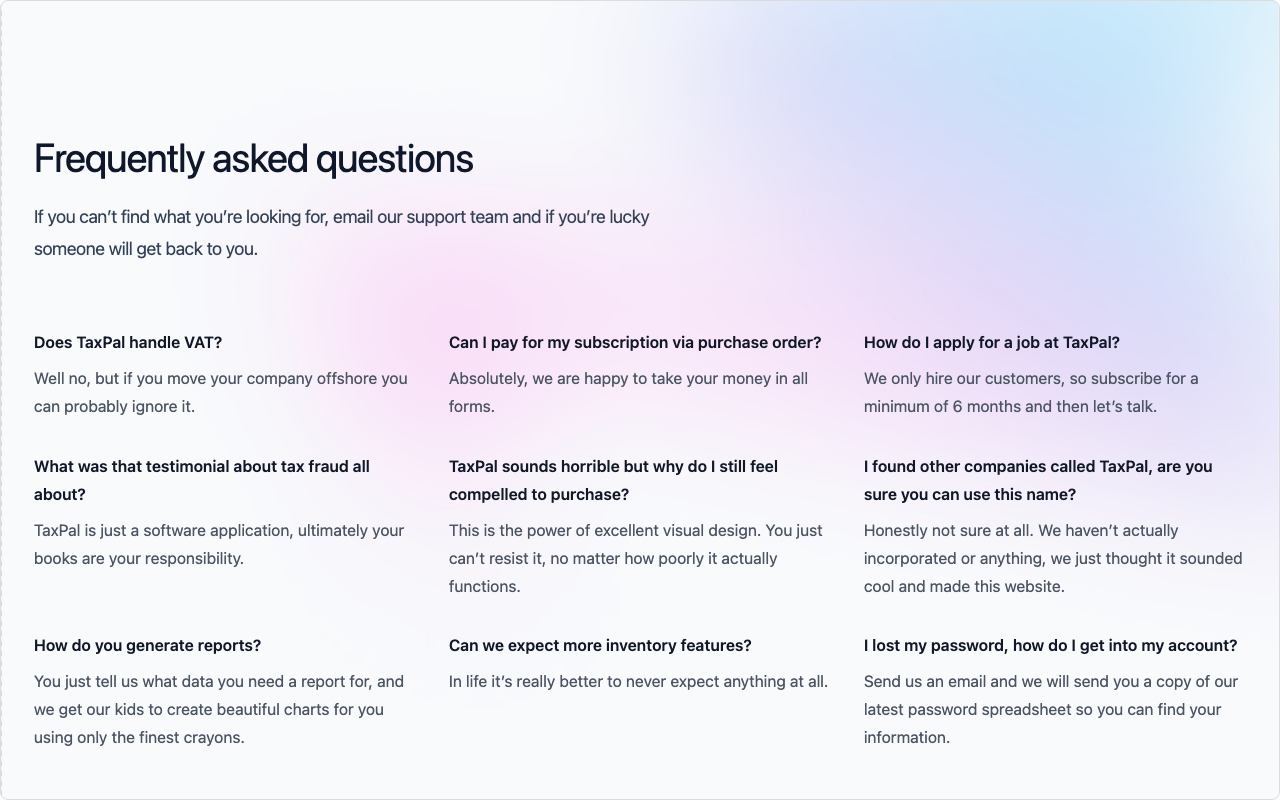 Frequently asked questions
If you can’t find what you’re looking for, email our support team and if you’re lucky
someone will get back to you.
Does TaxPal handle VAT?
Well no, but if you move your company offshore you
can probably ignore it.
What was that testimonial about tax fraud all
about?
TaxPal is just a software application, ultimately your
books are your responsibility.
How do you generate reports?
You just tell us what data you need a report for, and
we get our kids to create beautiful charts for you
using only the finest crayons.
Can I pay for my subscription via purchase order?
Absolutely, we are happy to take your money in all
forms.
TaxPal sounds horrible but why do I still feel
compelled to purchase?
This is the power of excellent visual design. You just
can’t resist it, no matter how poorly it actually
functions.
Can we expect more inventory features?
In life it’s really better to never expect anything at all.
How do I apply for a job at TaxPal?
We only hire our customers, so subscribe for a
minimum of 6 months and then let’s talk.
I found other companies called TaxPal, are you
sure you can use this name?
Honestly not sure at all. We haven’t actually
incorporated or anything, we just thought it sounded
cool and made this website.
I lost my password, how do I get into my account?
Send us an email and we will send you a copy of our
latest password spreadsheet so you can find your
information.